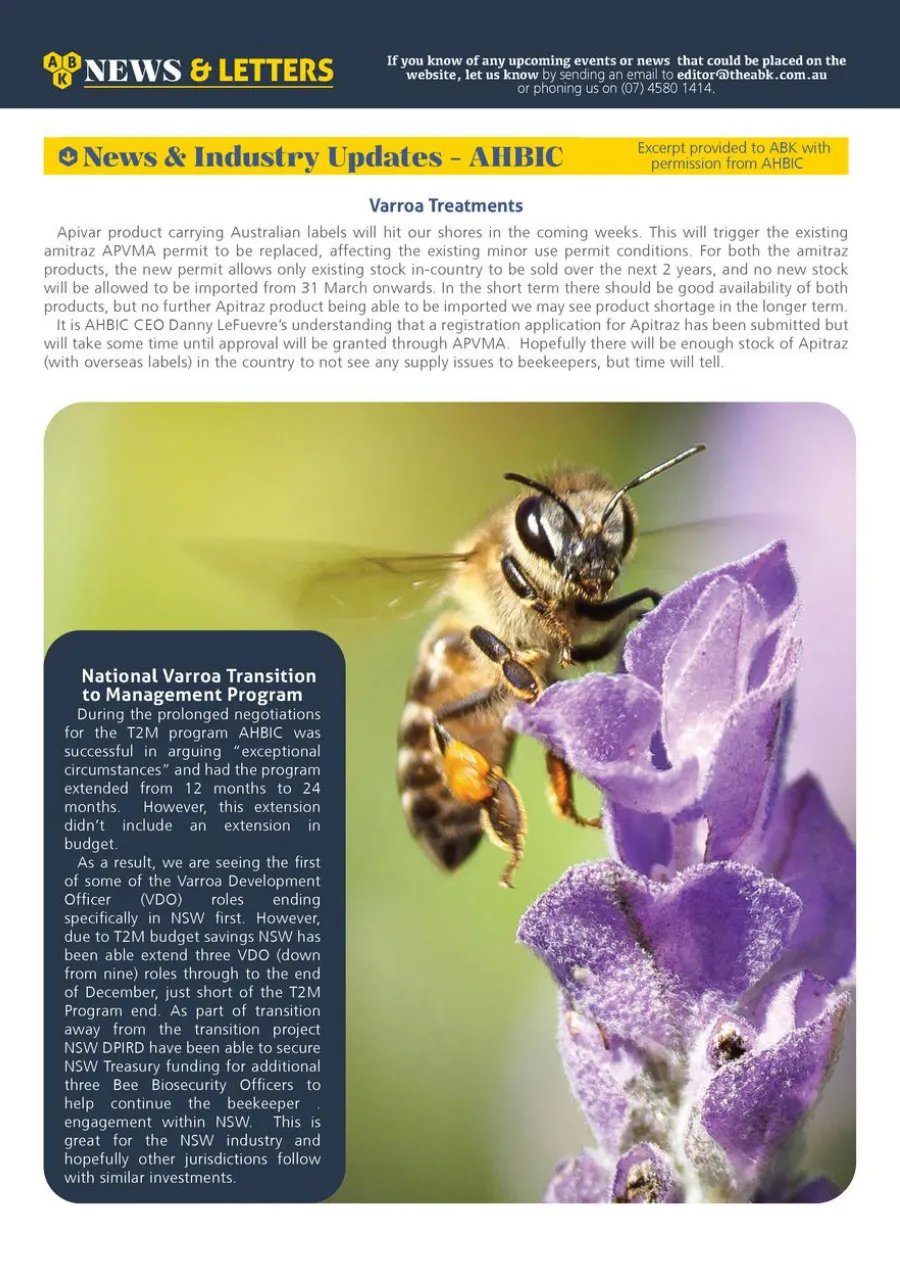 A B K
NEWS & LETTERS
If you know of any upcoming events or news that could be placed on the
website, let us know by sending an email to editor@theabk.com.au
or phoning us on (07) 4580 1414.
News & Industry Updates - AHBIC
Excerpt provided to ABK with
permission from AHBIC
Varroa Treatments
Apivar product carrying Australian labels will hit our shores in the coming weeks. This will trigger the existing
amitraz APVMA permit to be replaced, affecting the existing minor use permit conditions. For both the amitraz
products, the new permit allows only existing stock in-country to be sold over the next 2 years, and no new stock
will be allowed to be imported from 31 March onwards. In the short term there should be good availability of both
products, but no further Apitraz product being able to be imported we may see product shortage in the longer term.
It is AHBIC CEO Danny LeFuevre's understanding that a registration application for Apitraz has been submitted but
will take some time until approval will be granted through APVMA. Hopefully there will be enough stock of Apitraz
(with overseas labels) in the country to not see any supply issues to beekeepers, but time will tell.
National Varroa Transition
to Management Program
During the prolonged negotiations
for the T2M program AHBIC was
successful in arguing "exceptional
circumstances" and had the program
extended from 12 months to 24
months. However, this extension
didn't include an extension in
budget.
As a result, we are seeing the first
of some of the Varroa Development
Officer (VDO) roles ending
specifically in NSW first. However,
due to T2M budget savings NSW has
been able extend three VDO (down
from nine) roles through to the end
of December, just short of the T2M
Program end. As part of transition
away from the transition project
NSW DPIRD have been able to secure
NSW Treasury funding for additional
three Bee Biosecurity Officers to
help continue the beekeeper .
engagement within NSW. This is
great for the NSW industry and
hopefully other jurisdictions follow
with similar investments.